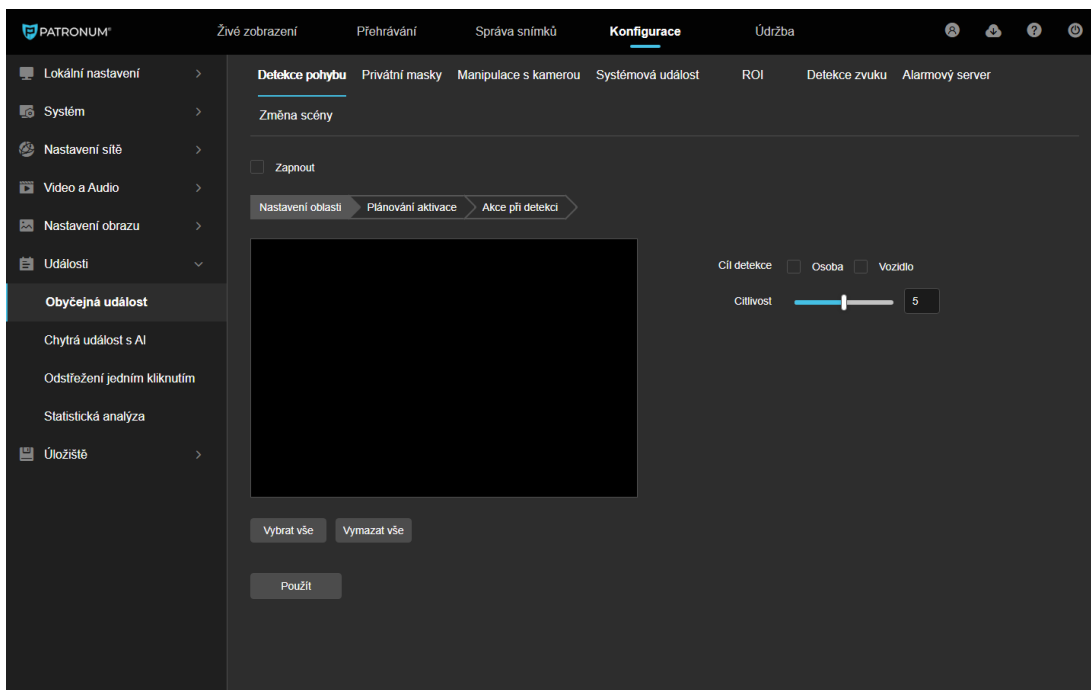 PATRONUM®
Živé zobrazení Přehrávání Správa snímků Konfigurace Údržba
Lokální nastavení
Systém
Nastavení sítě
Video a Audio
Nastavení obrazu
Události
Obyčejná událost
Chytrá událost s AI
Odstřežení jedním kliknutím
Statistická analýza
Úložiště
Detekce pohybu Privátní masky Manipulace s kamerou Systémová událost ROI Detekce zvuku Alarmový server
Změna scény
Zapnout
Nastavení oblasti Plánování aktivace Akce při detekci
Cíl detekce Osoba Vozidlo
Citlivost 5
Vybrat vše Vymazat vše
Použít